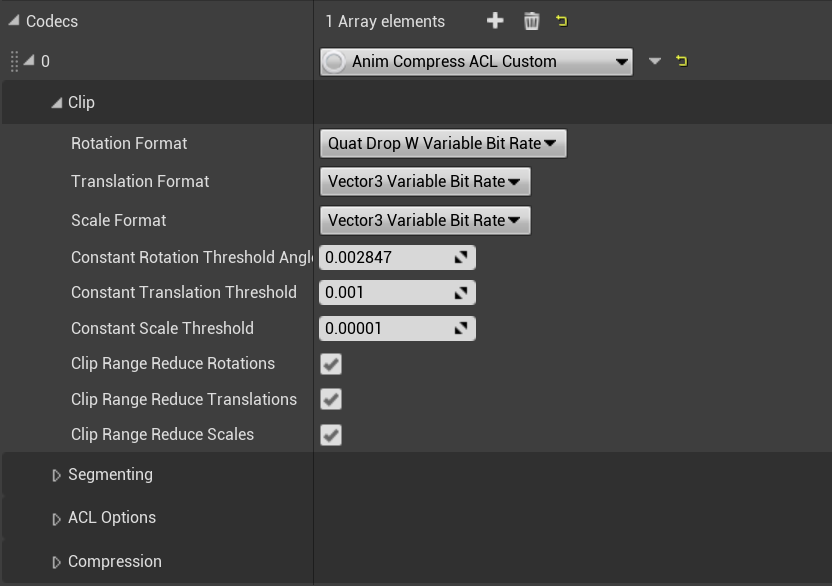 Codecs 1 Array elements
0 Anim Compress ACL Custom
Clip
Rotation Format Quat Drop W Variable Bit Rate
Translation Format Vector3 Variable Bit Rate
Scale Format Vector3 Variable Bit Rate
Constant Rotation Threshold Angle 0.002847
Constant Translation Threshold 0.001
Constant Scale Threshold 0.00001
Clip Range Reduce Rotations
Clip Range Reduce Translations
Clip Range Reduce Scales
Segmenting
ACL Options
Compression